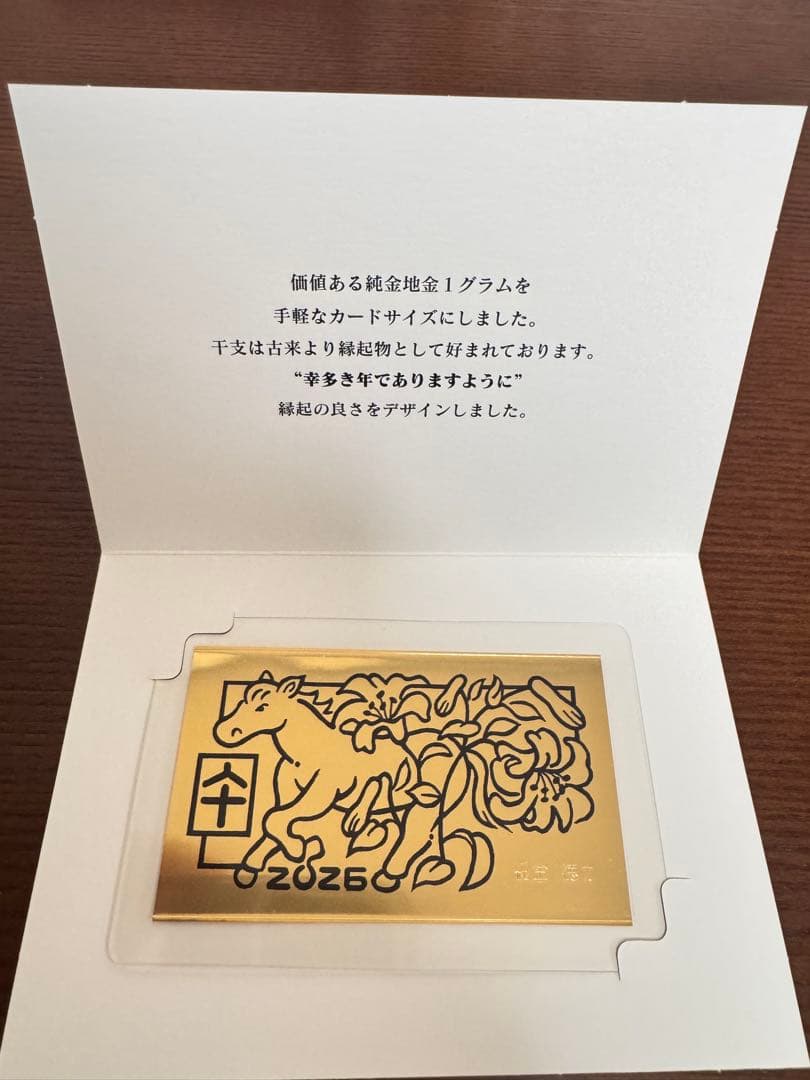 価値ある純金地金1グラムを
手軽なカードサイズにしました。
干支は古来より縁起物として好まれております。
“幸多き年でありますように”
縁起の良さをデザインしました。
午
2026